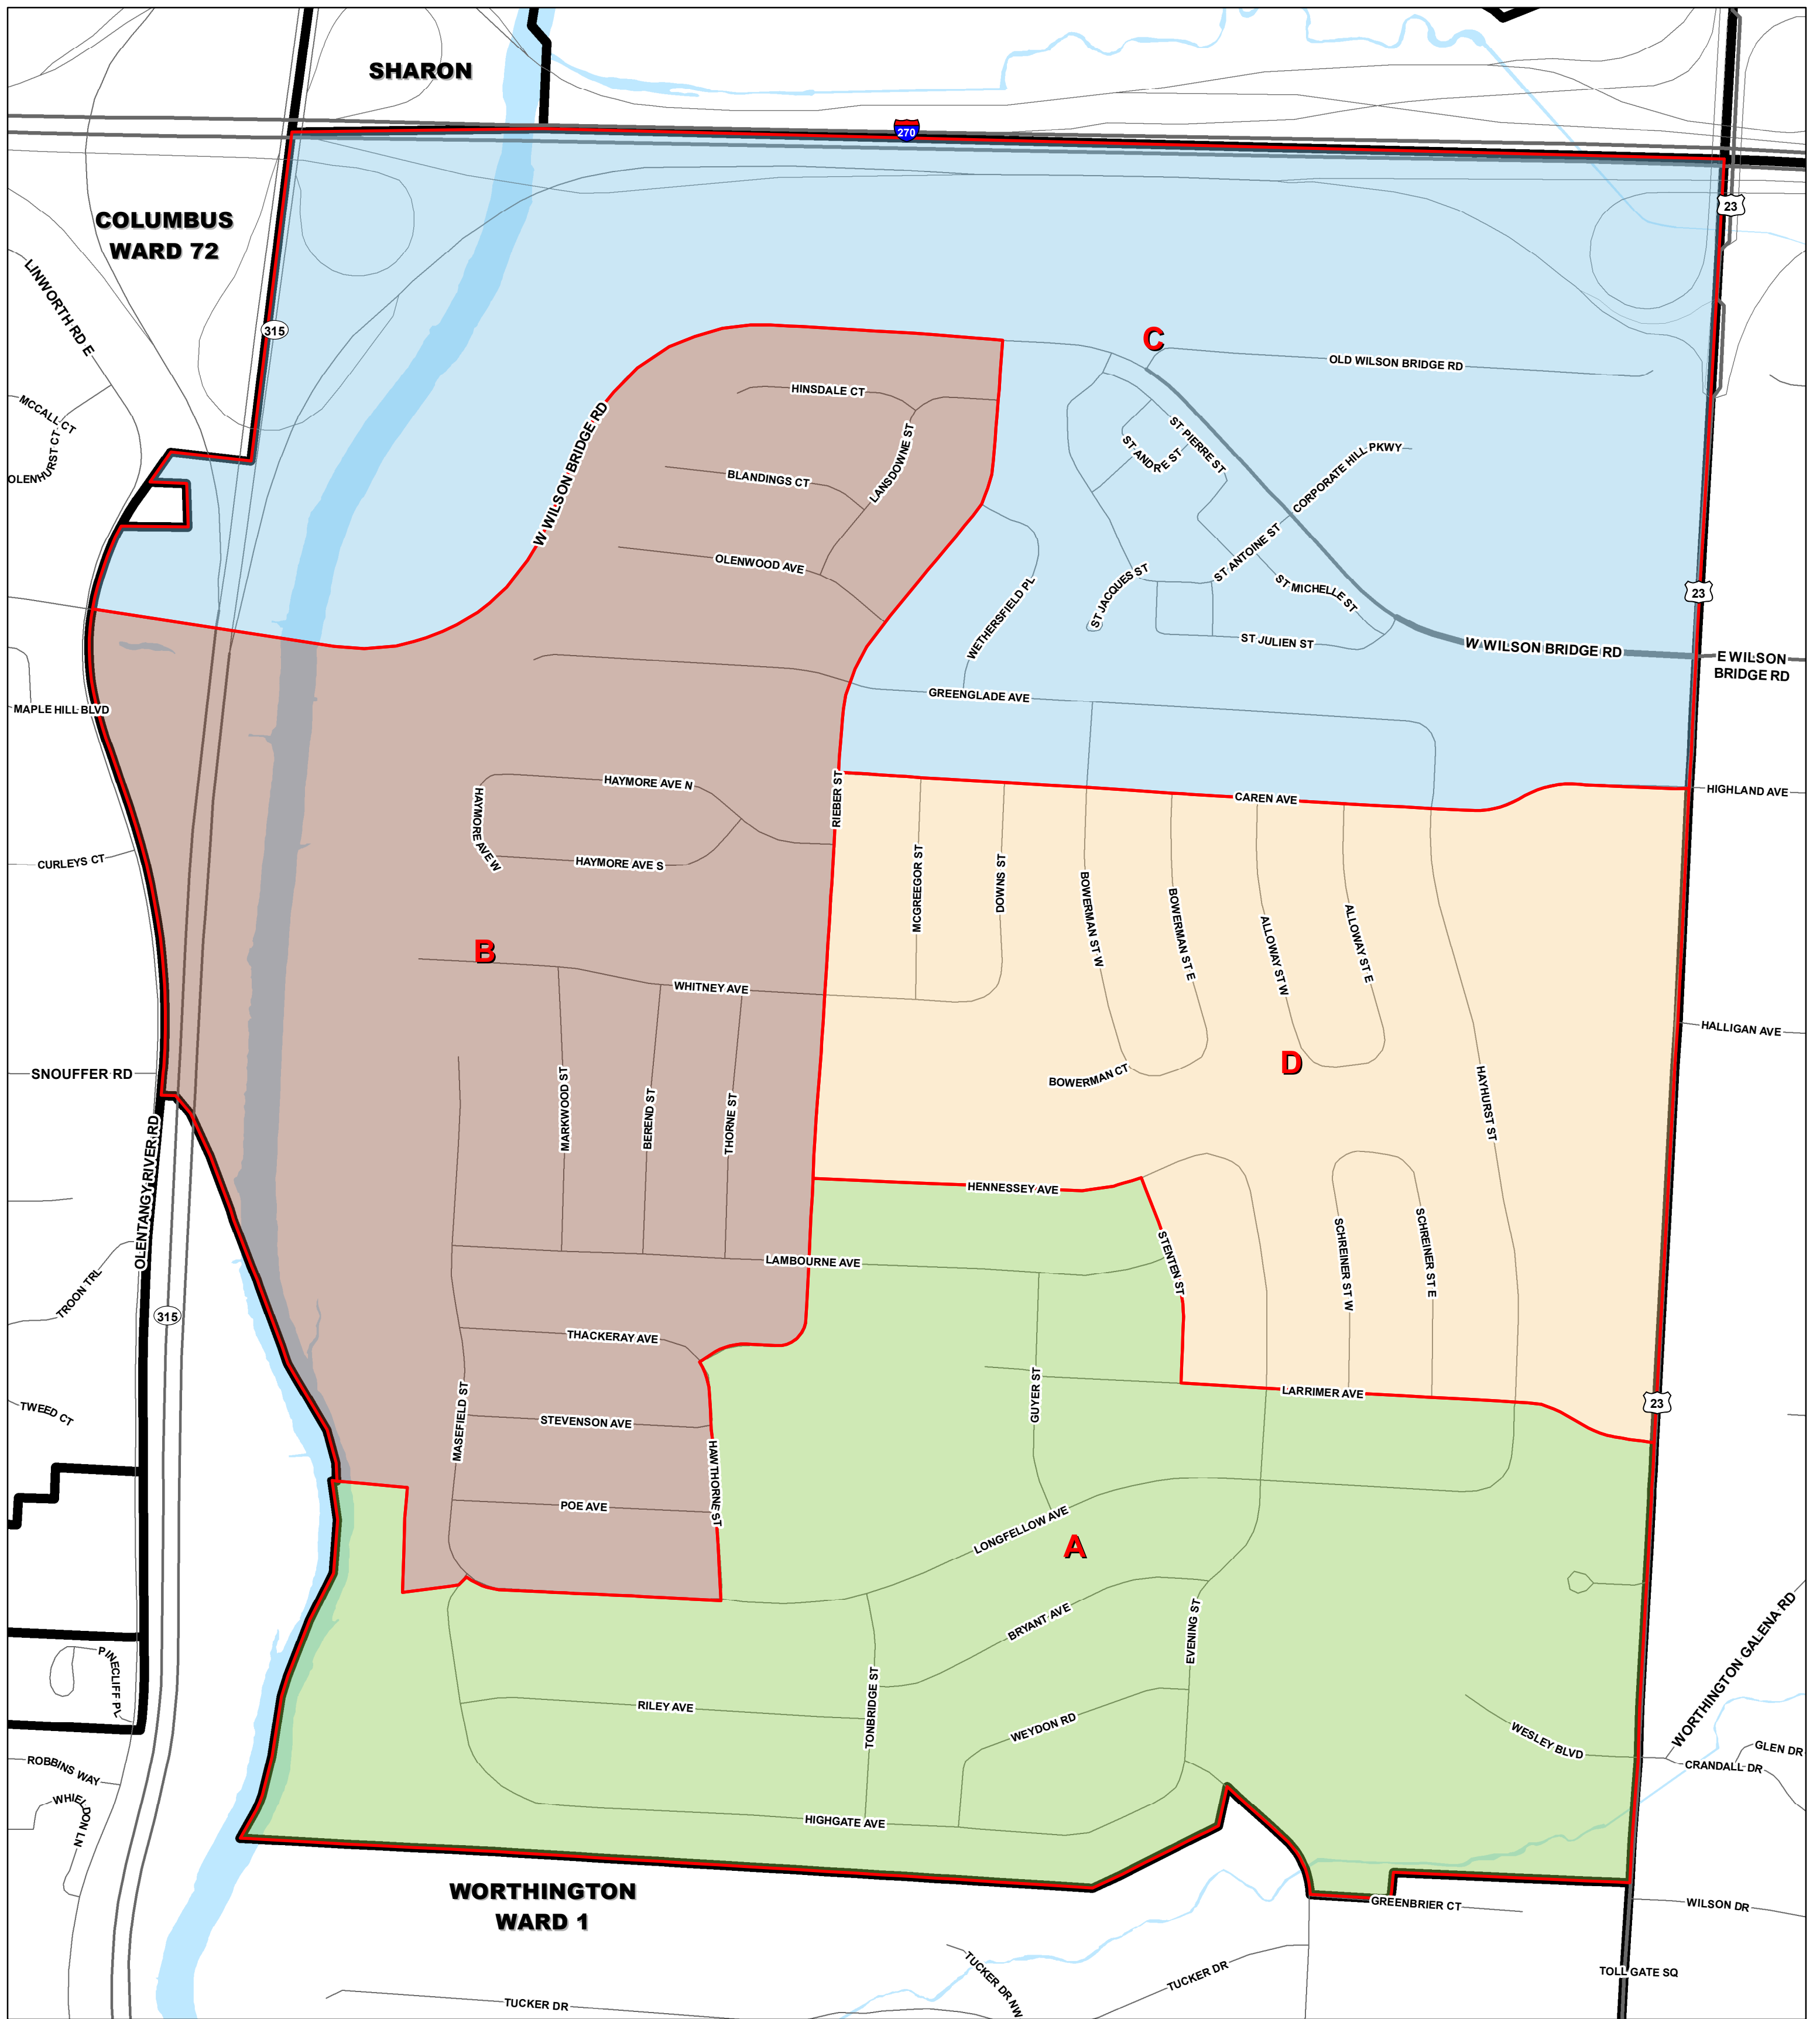 SHARON
270
COLUMBUS
WARD 72
23
LINWORTH RD E
315
C
OLD WILSON BRIDGE RD
HINSDALE CT
MCCALL CT
OLENHURST CT
ST PIERRE ST
ST ANDRE ST
CORPORATE HILL PKWY
LANSDOWNE ST
BLANDINGS CT
W WILSON BRIDGE RD
OLENWOOD AVE
ST ANTOINE ST
ST JACQUES ST
ST MICHELLE ST
23
WETHERSFIELD PL
ST JULIEN ST
W WILSON BRIDGE RD
E WILSON
BRIDGE RD
GREENGLADE AVE
MAPLE HILL BLVD
HAYMORE AVE N
RIEBER ST
CAREN AVE
HIGHLAND AVE
HAYMORE AVE W
HAYMORE AVE S
CURLEYS CT
MCGREEGOR ST
DOWNS ST
BOWERMAN ST W
BOWERMAN ST E
ALLOWAY ST W
ALLOWAY ST E
B
WHITNEY AVE
HALLIGAN AVE
D
SNOUFFER RD
BOWERMAN CT
MARKWOOD ST
BEREND ST
THORNE ST
HAYHURST ST
OLENTANGY RIVER RD
HENNESSEY AVE
LAMBOURNE AVE
STENTEN ST
SCHREINER ST W
SCHREINER ST E
TROON TRL
315
THACKERAY AVE
LARRIMER AVE
23
GUYER ST
TWEED CT
MASEFIELD ST
STEVENSON AVE
HAWTHORNE ST
POE AVE
LONGFELLOW AVE
A
BRYANT AVE
EVENING ST
WORTHINGTON GALENA RD
PINECLIFF PL
RILEY AVE
TONBRIDGE ST
WEYDON RD
WESLEY BLVD
GLEN DR
CRANDALL DR
ROBBINS WAY
WHIELDON LN
HIGHGATE AVE
WORTHINGTON
WARD 1
GREENBRIER CT
WILSON DR
TOLL GATE SQ
TUCKER DR NW
TUCKER DR
TUCKER DR